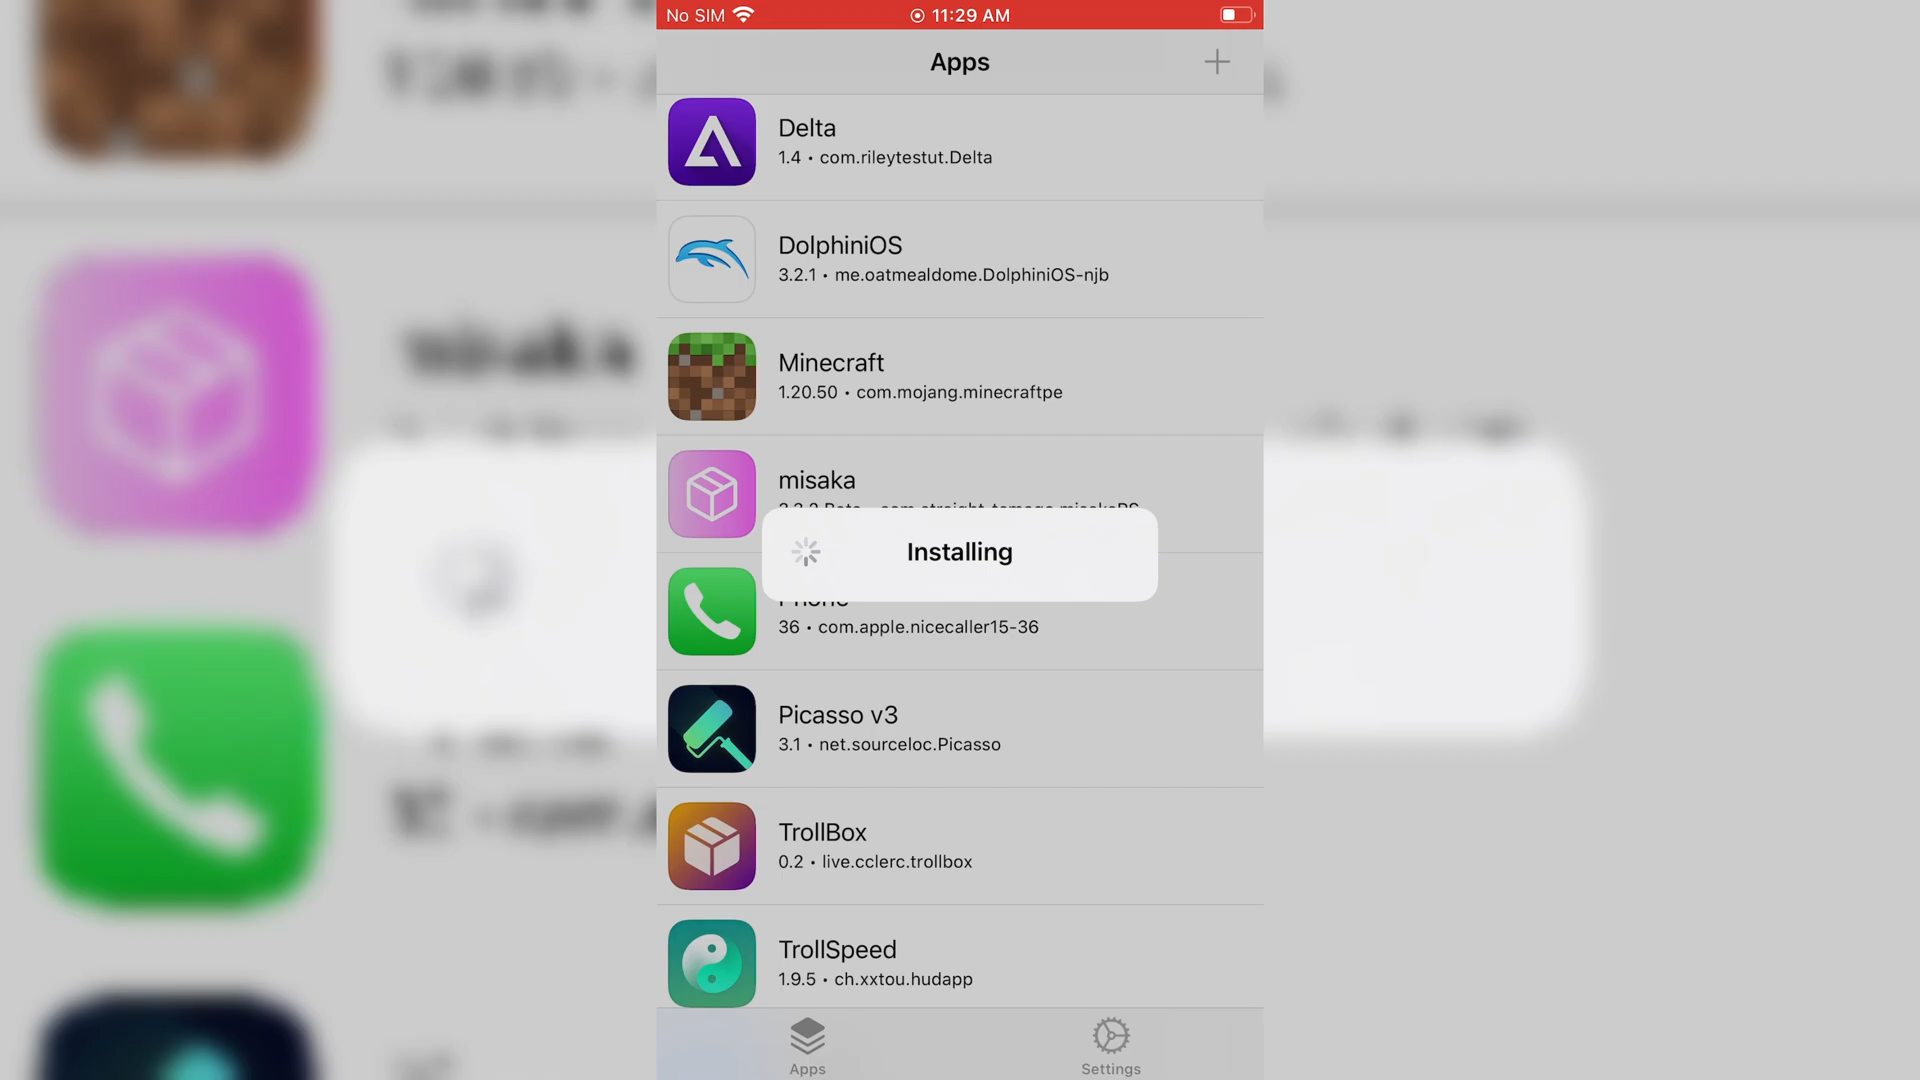 No SIM 11:29 AM
Apps
Delta
1.4 • com.rileytestut.Delta
DolphiniOS
3.2.1 • me.oatmealdome.DolphiniOS-njb
Minecraft
1.20.50 • com.mojang.minecraftpe
misaka
Installing
Phone
36 • com.apple.nicecaller15-36
Picasso v3
3.1 • net.sourceloc.Picasso
TrollBox
0.2 • live.cclerc.trollbox
TrollSpeed
1.9.5 • ch.xxtou.hudapp
Apps
Settings